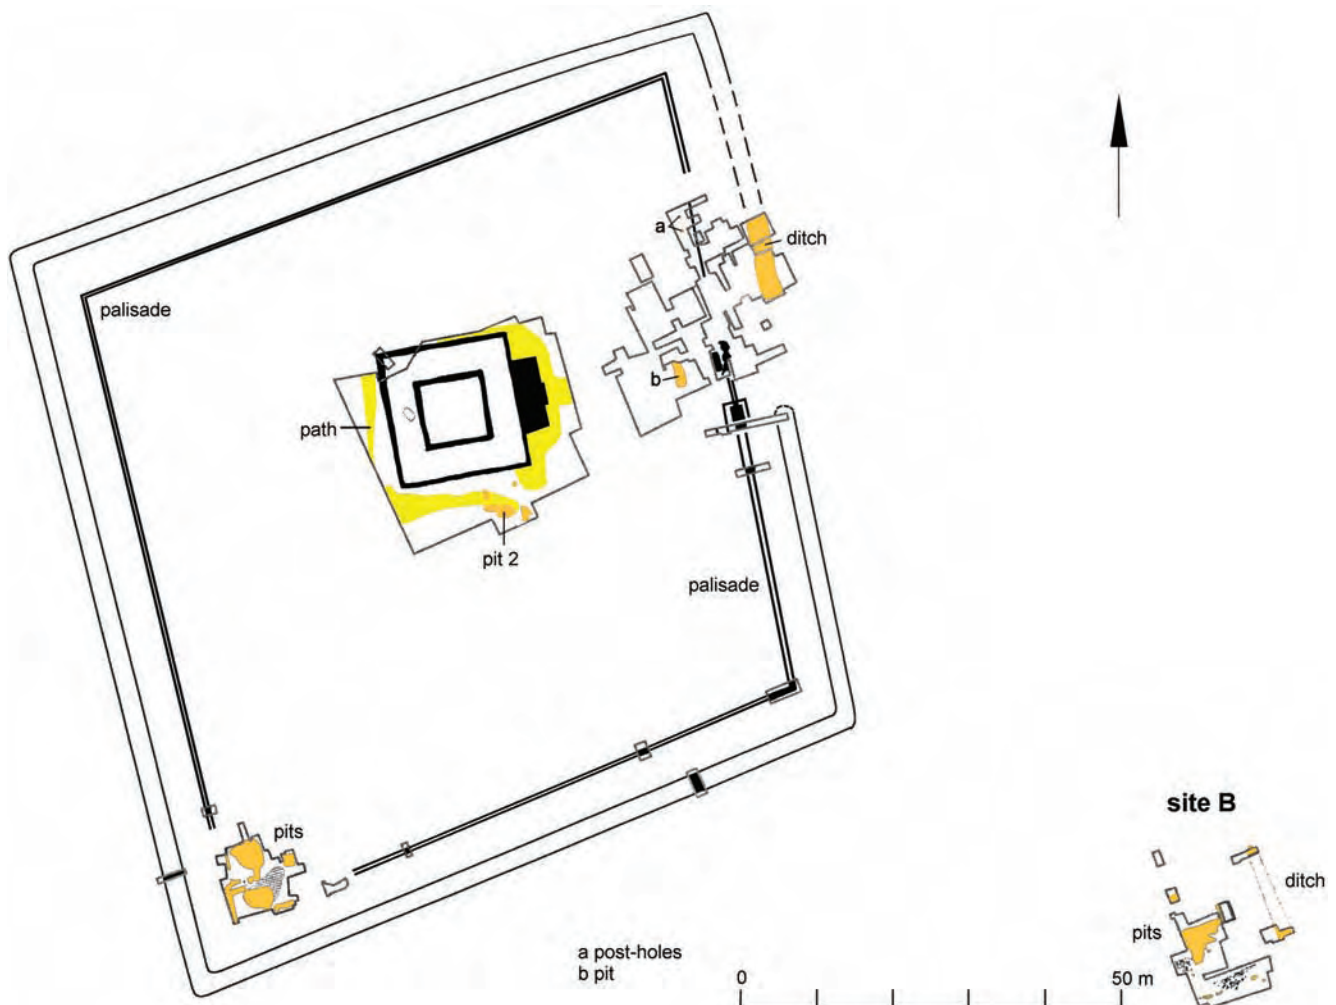 a
ditch
palisade
b
path
pit 2
palisade
site B
pits
ditch
pits
a post-holes
b pit
0
50 m